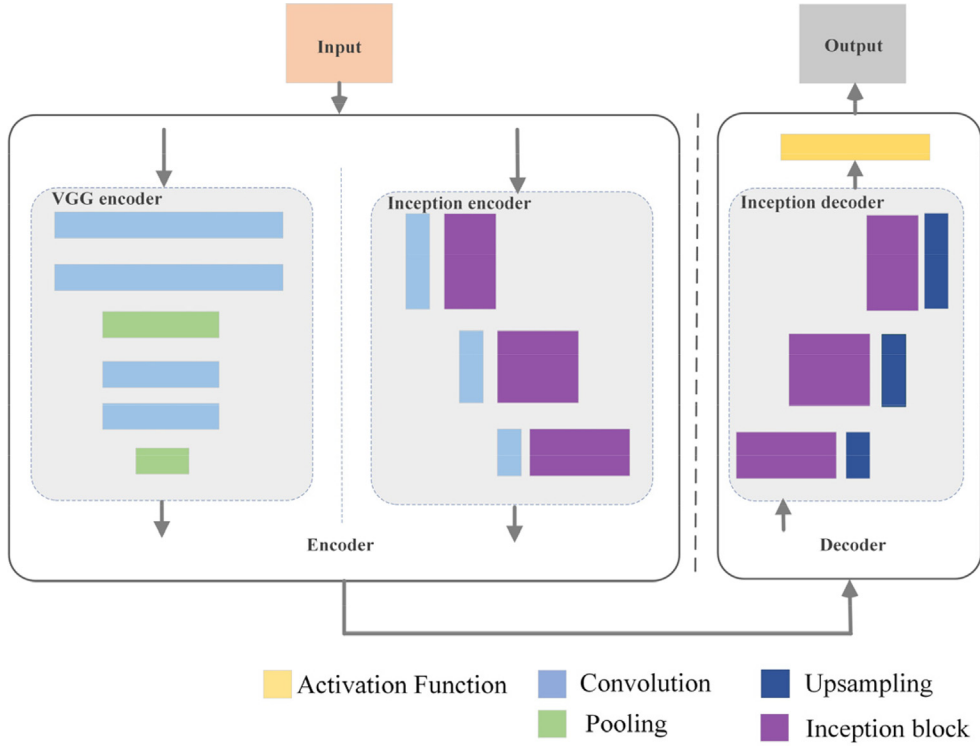 Input
Output
VGG encoder
Inception encoder
Inception decoder
Encoder
Decoder
Activation Function
Convolution
Upsampling
Pooling
Inception block